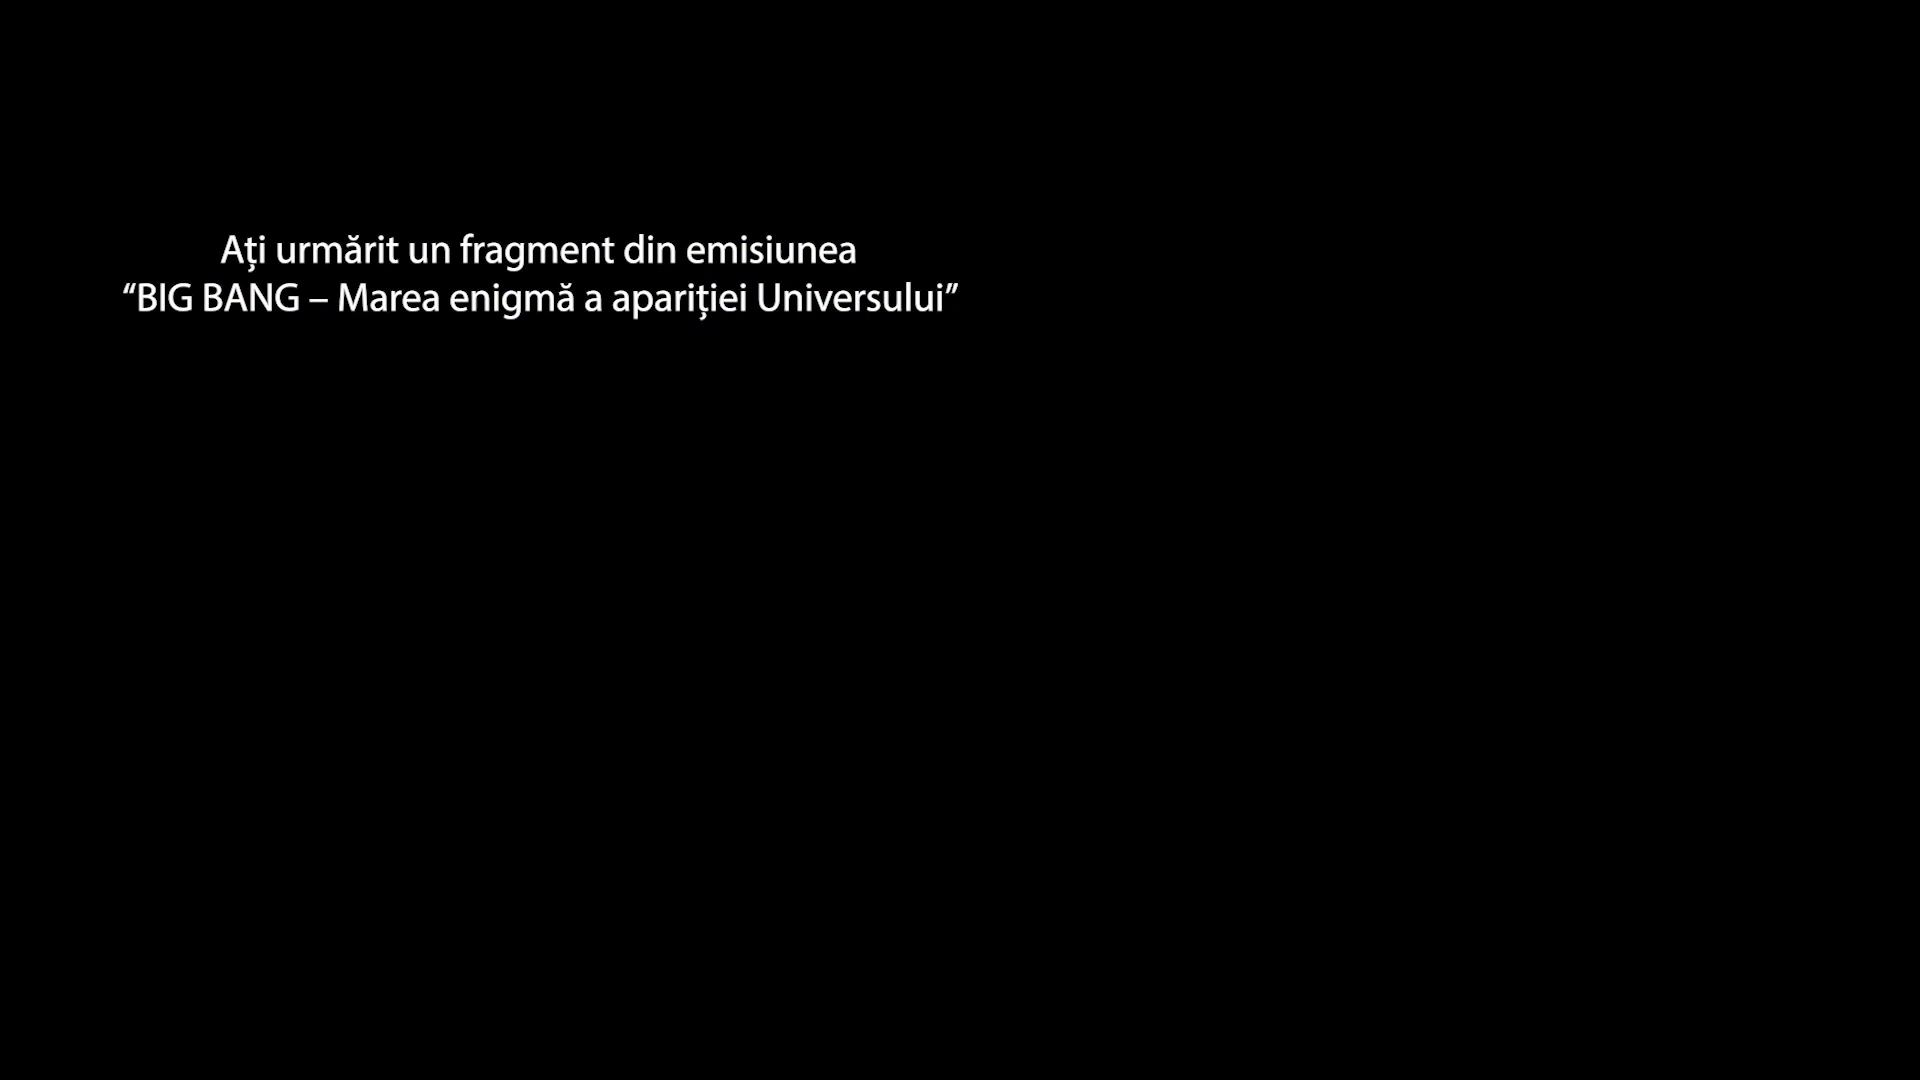 Ați urmărit un fragment din emisiunea
“BIG BANG – Marea enigmă a apariției Universului”